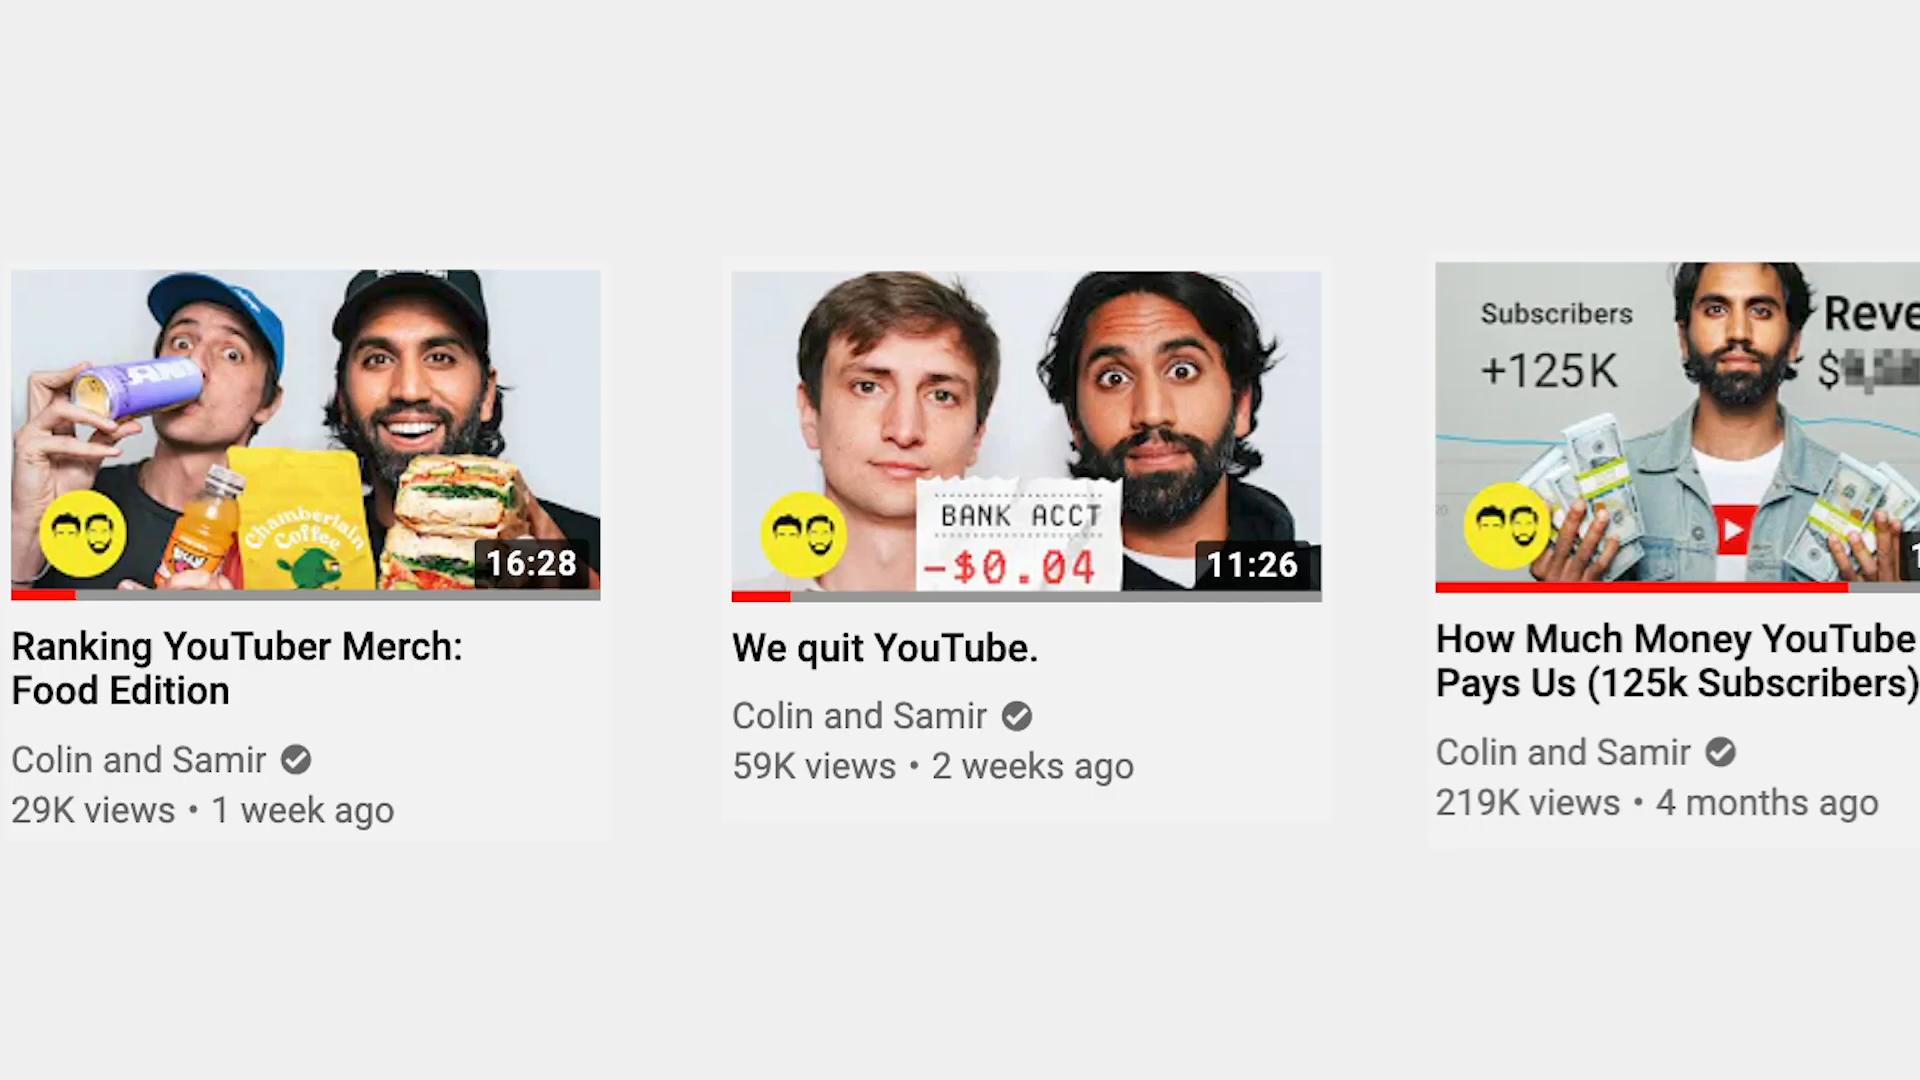 Chamberlain
Coffee
16:28
Ranking YouTuber Merch:
Food Edition
Colin and Samir
29K views • 1 week ago
BANK ACCT
-$0.04
11:26
We quit YouTube.
Colin and Samir
59K views • 2 weeks ago
Subscribers
+125K
Reve
$
How Much Money YouTube
Pays Us (125k Subscribers)
Colin and Samir
219K views • 4 months ago